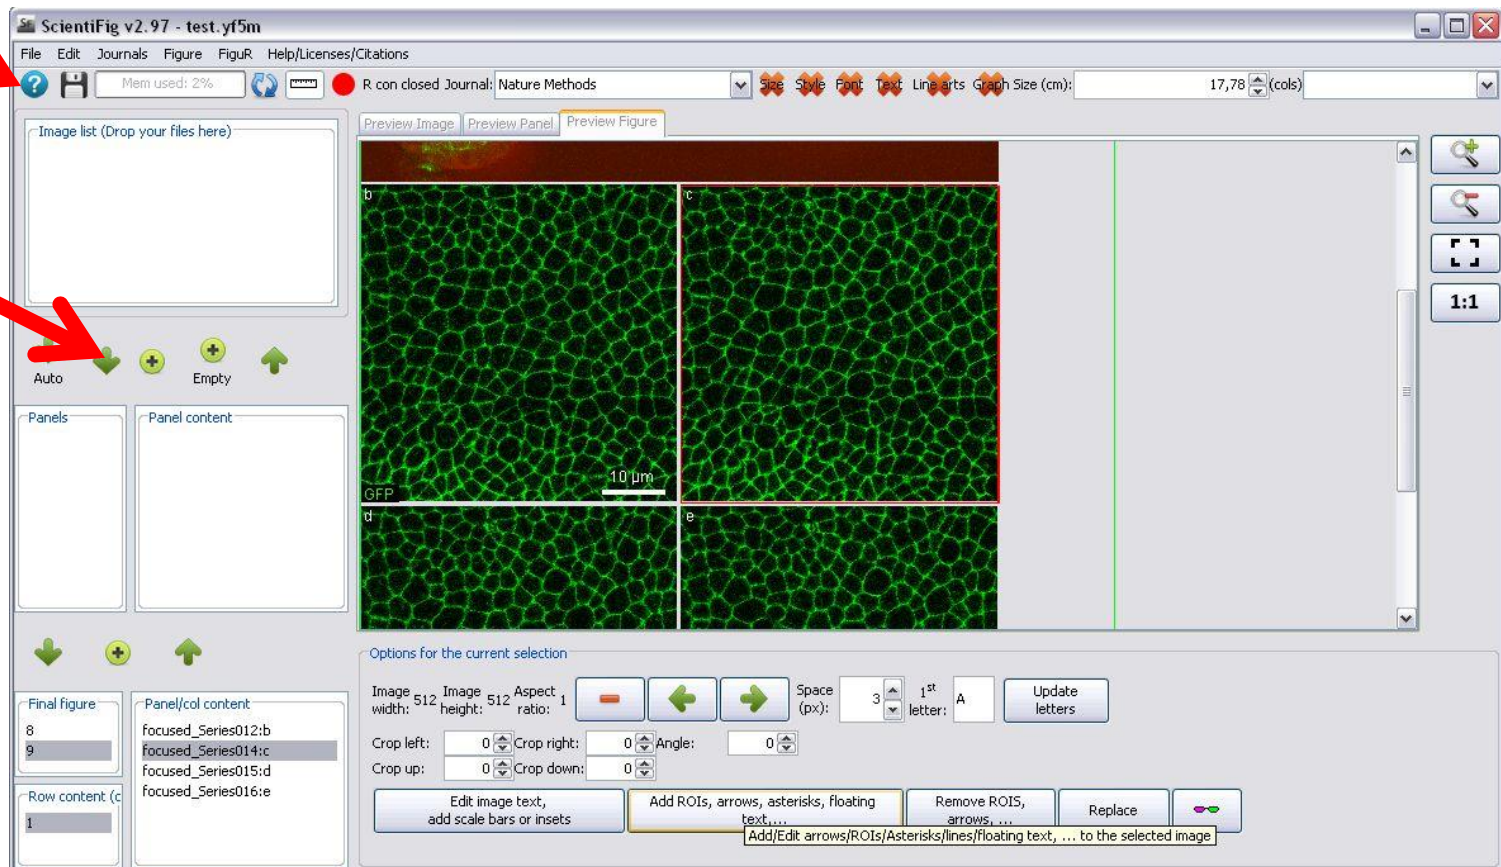 ScientiFig v2.97 - test.yf5m
File Edit Journals Figure FiguR Help/Licenses/Citations
Mem used: 2%
R con closed Journal: Nature Methods
Size Style Font Text Line arts Graph Size (cm): 17,78 (cols)
Image list (Drop your files here)
Preview Image Preview Panel Preview Figure
b
c
1:1
Auto
Empty
Panels
Panel content
10 µm
GFP
d
e
Options for the current selection
Image width: 512 Image height: 512 Aspect ratio: 1
Space (px): 3
1st letter: A
Update letters
Final figure
8
9
Panel/col content
focused_Series012:b
focused_Series014:c
focused_Series015:d
focused_Series016:e
Crop left: 0 Crop right: 0 Angle: 0
Crop up: 0 Crop down: 0
Row content (c
1
Edit image text,
add scale bars or insets
Add ROIs, arrows, asterisks, floating
text,...
Remove ROIS,
arrows, ...
Replace
Add/Edit arrows/ROIs/Asterisks/lines/floating text, ... to the selected image